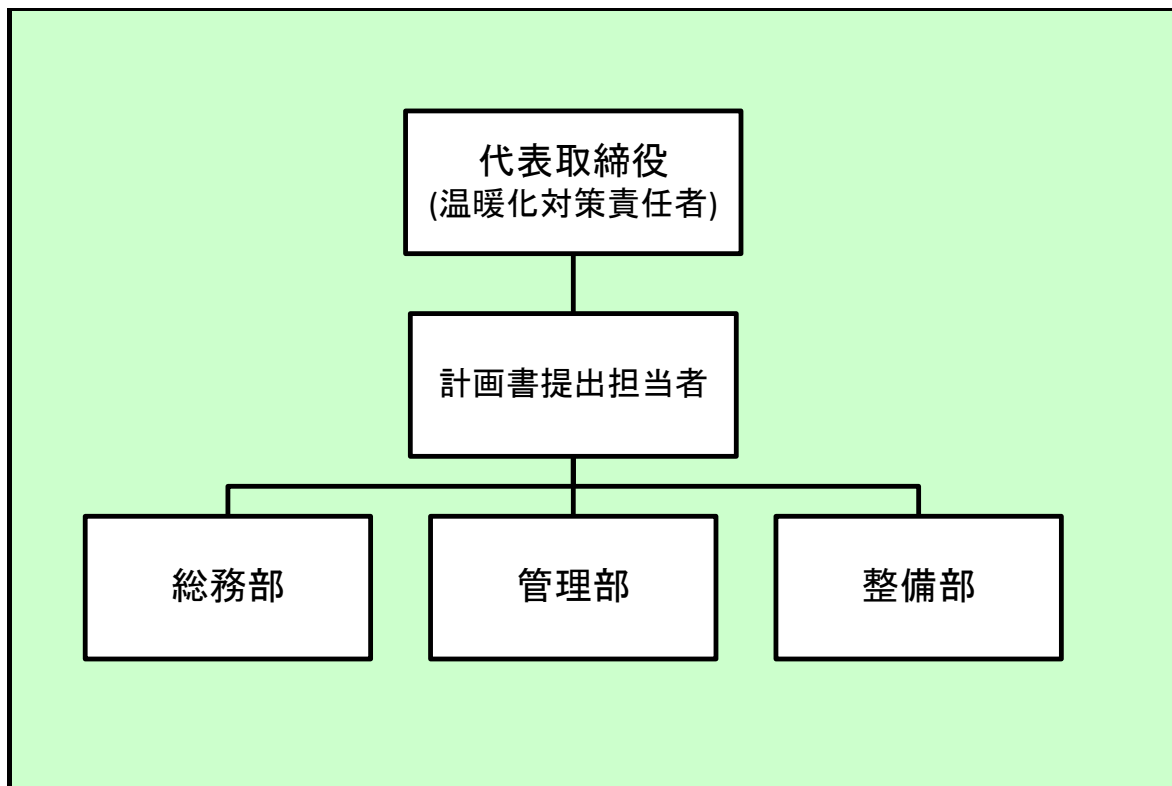 代表取締役
(温暖化対策責任者)
計画書提出担当者
総務部
管理部
整備部